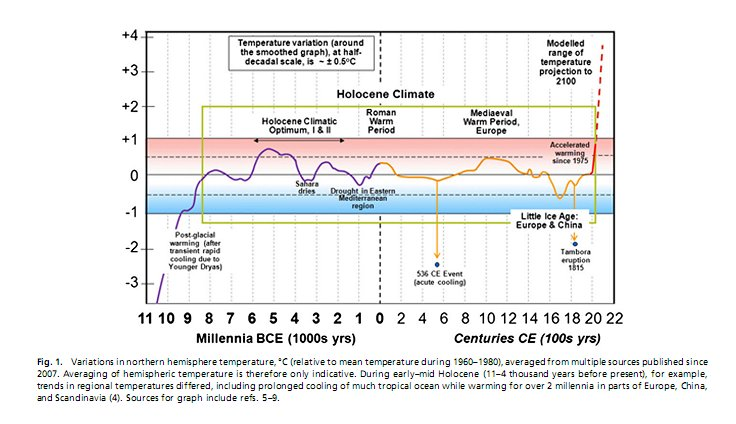 +4
+3
+2
+1
0
-1
-2
-3
Temperature variation (around
the smoothed graph), at half-
decadal scale, is ~ ± 0.5°C
Modelled
range of
temperature
projection to
2100
Holocene Climate
Holocene Climatic
Optimum, I & II
Roman
Warm
Period
Mediaeval
Warm Period,
Europe
Accelerated
warming
since 1975
Sahara
dries
Drought in Eastern
Mediterranean
region
Little Ice Age:
Europe & China
Post-glacial
warming (after
transient rapid
cooling due to
Younger Dryas)
536 CE Event
(acute cooling)
Tambora
eruption
1815
11 10 9 8 7 6 5 4 3 2 1 0 2 4 6 8 10 12 14 16 18 20 22
Millennia BCE (1000s yrs)
Centuries CE (100s yrs)
Fig. 1. Variations in northern hemisphere temperature, °C (relative to mean temperature during 1960–1980), averaged from multiple sources published since
2007. Averaging of hemispheric temperature is therefore only indicative. During early–mid Holocene (11–4 thousand years before present), for example,
trends in regional temperatures differed, including prolonged cooling of much tropical ocean while warming for over 2 millennia in parts of Europe, China,
and Scandinavia (4). Sources for graph include refs. 5–9.